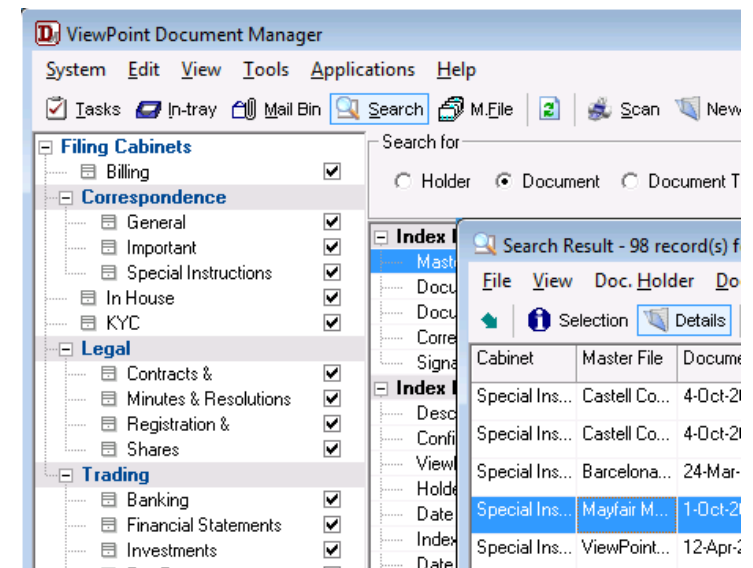 ViewPoint Document Manager
System Edit View Tools Applications Help
Tasks In-tray Mail Bin Search M.File Scan New
Filing Cabinets
Billing
Correspondence
General
Important
Special Instructions
In House
KYC
Legal
Contracts &
Minutes & Resolutions
Registration &
Shares
Trading
Banking
Financial Statements
Investments
Search for
Holder Document Document T
Index
Mast
Docu
Docu
Corre
Signa
Index
Desc
Confi
View
Holde
Date
Index
Date
Search Result - 98 record(s) f
File View Doc. Holder Do
Selection Details
Cabinet Master File Docume
Special Ins... Castell Co... 4-Oct-20
Special Ins... Castell Co... 4-Oct-20
Special Ins... Barcelona... 24-Mar-
Special Ins... Mayfair M... 1-Oct-20
Special Ins... ViewPoint... 12-Apr-2